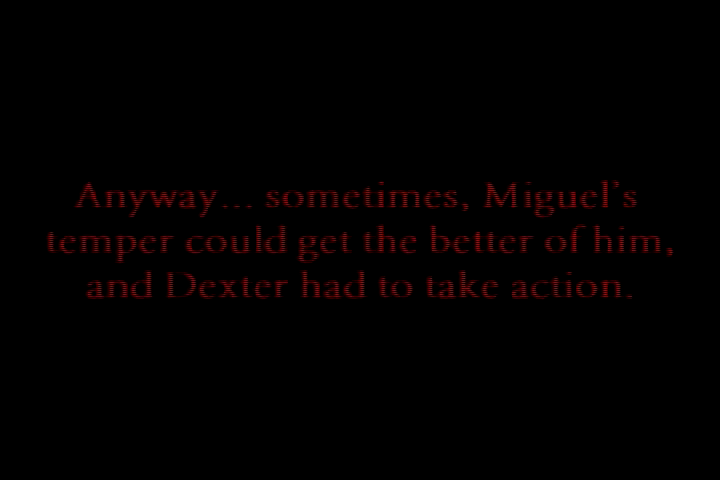 Anyway... sometimes, Miguel's
temper could get the better of him,
and Dexter had to take action.